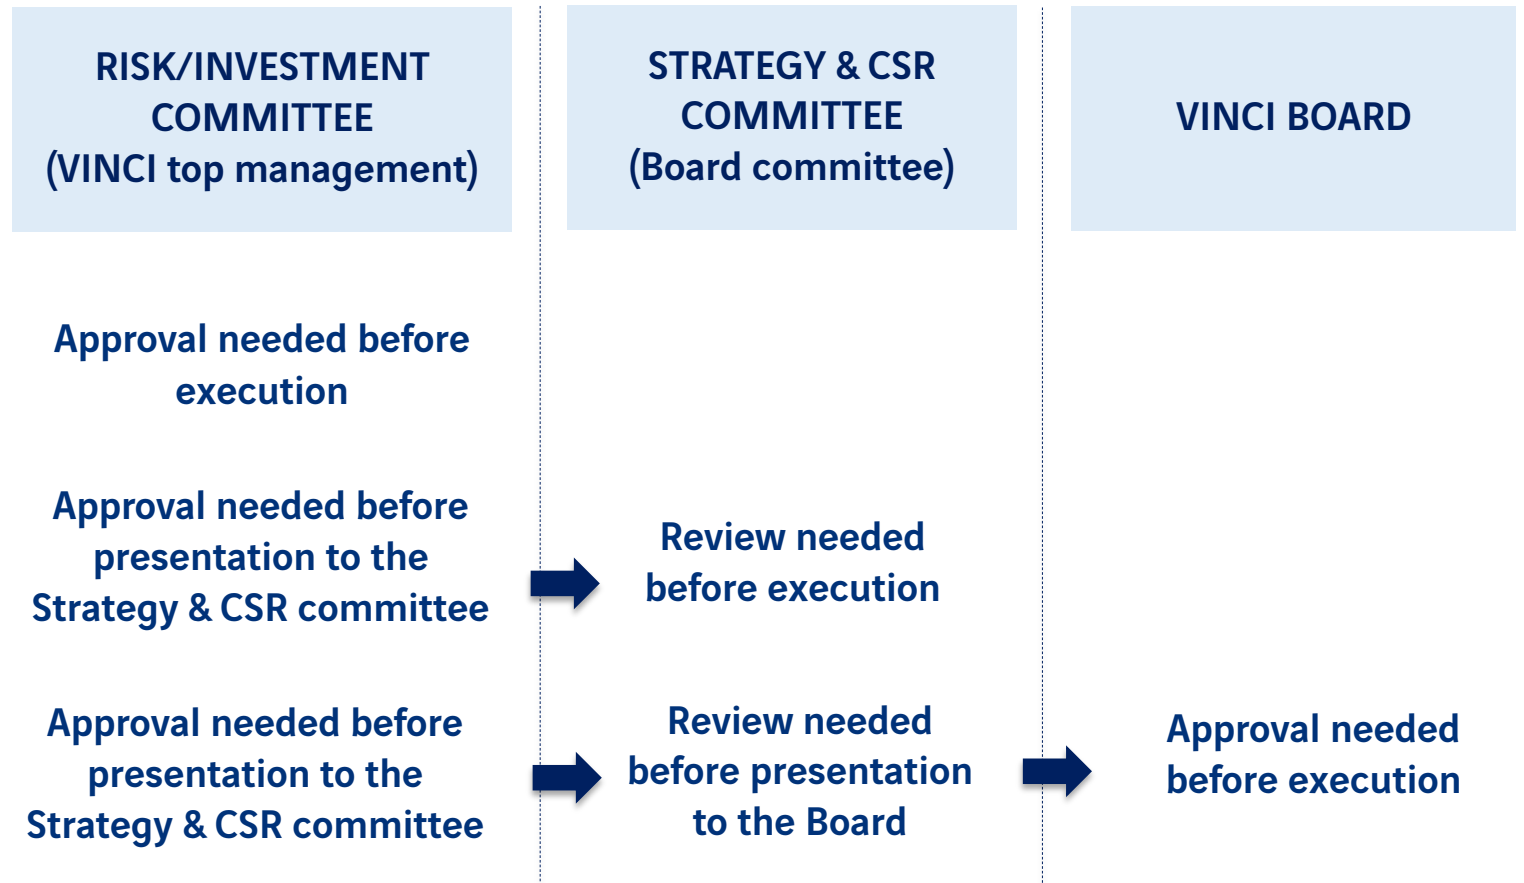 RISK/INVESTMENT
COMMITTEE
(VINCI top management)
STRATEGY & CSR
COMMITTEE
(Board committee)
VINCI BOARD
Approval needed before
execution
Approval needed before
presentation to the
Strategy & CSR committee
Review needed
before execution
Approval needed before
presentation to the
Strategy & CSR committee
Review needed
before presentation
to the Board
Approval needed
before execution